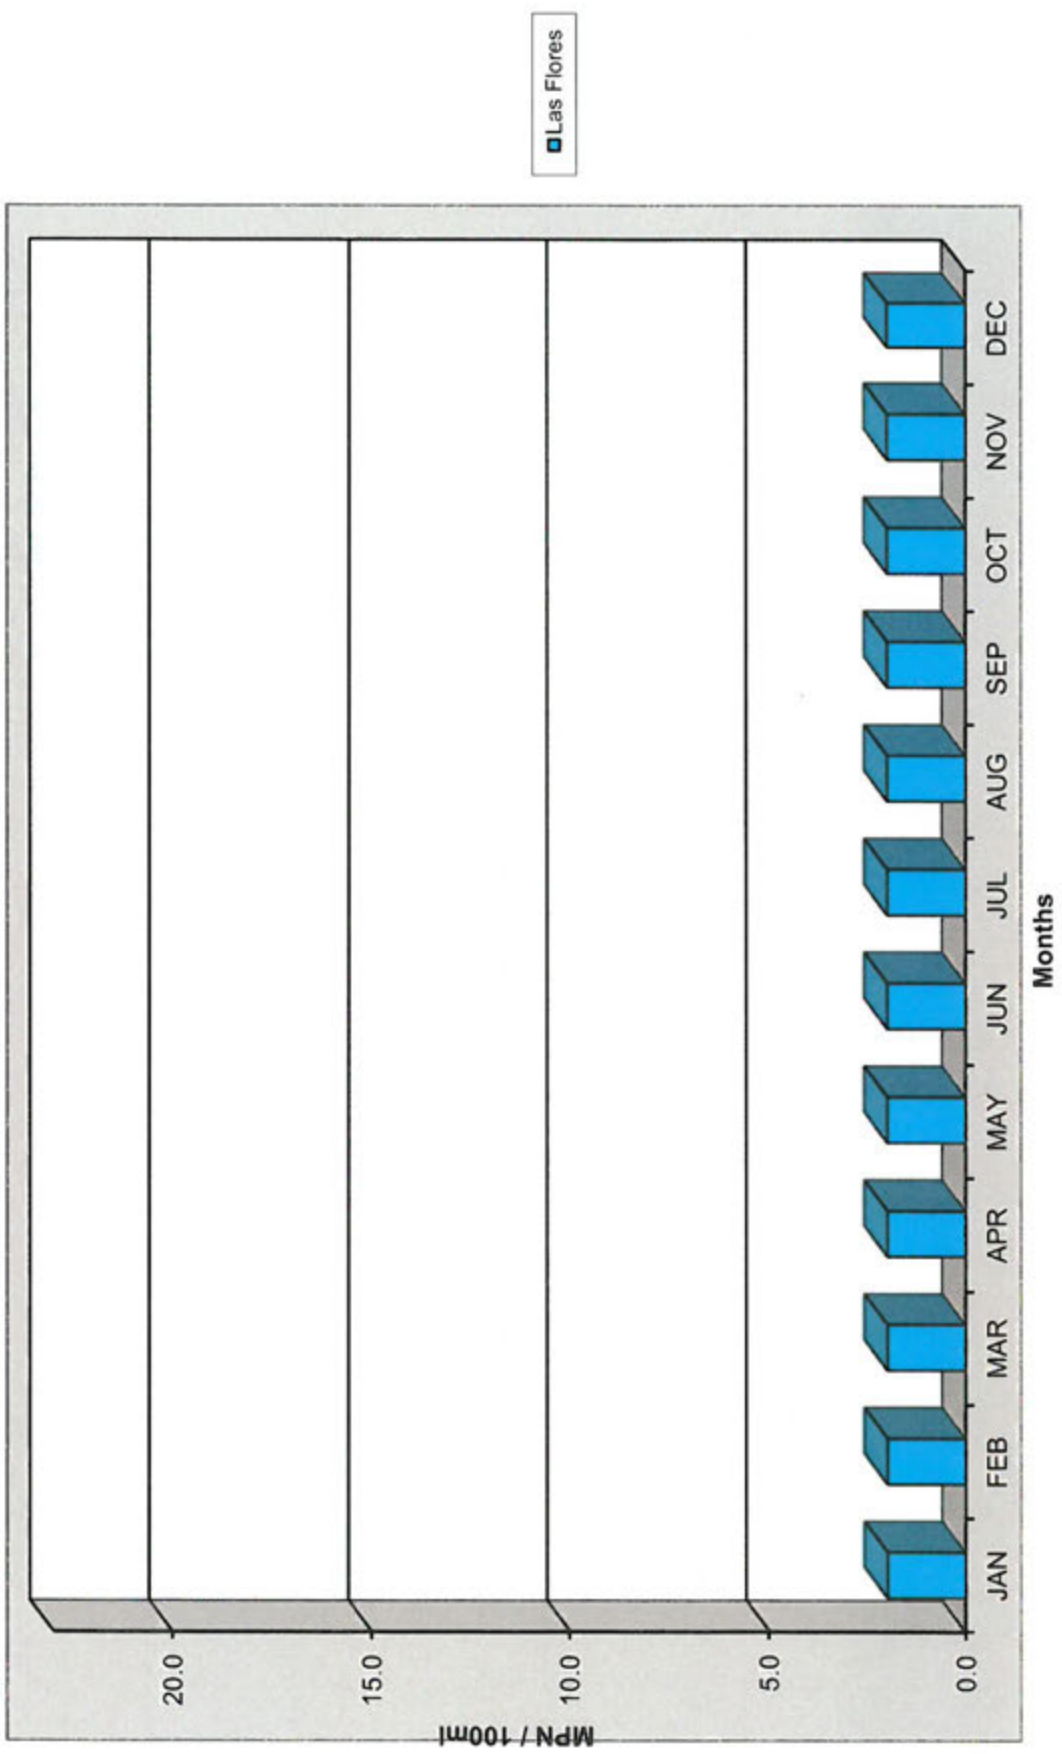 MPN / 100ml
20.0
15.0
10.0
5.0
0.0
JAN
FEB
MAR
APR
MAY
JUN
JUL
AUG
SEP
OCT
NOV
DEC
Months
Las Flores